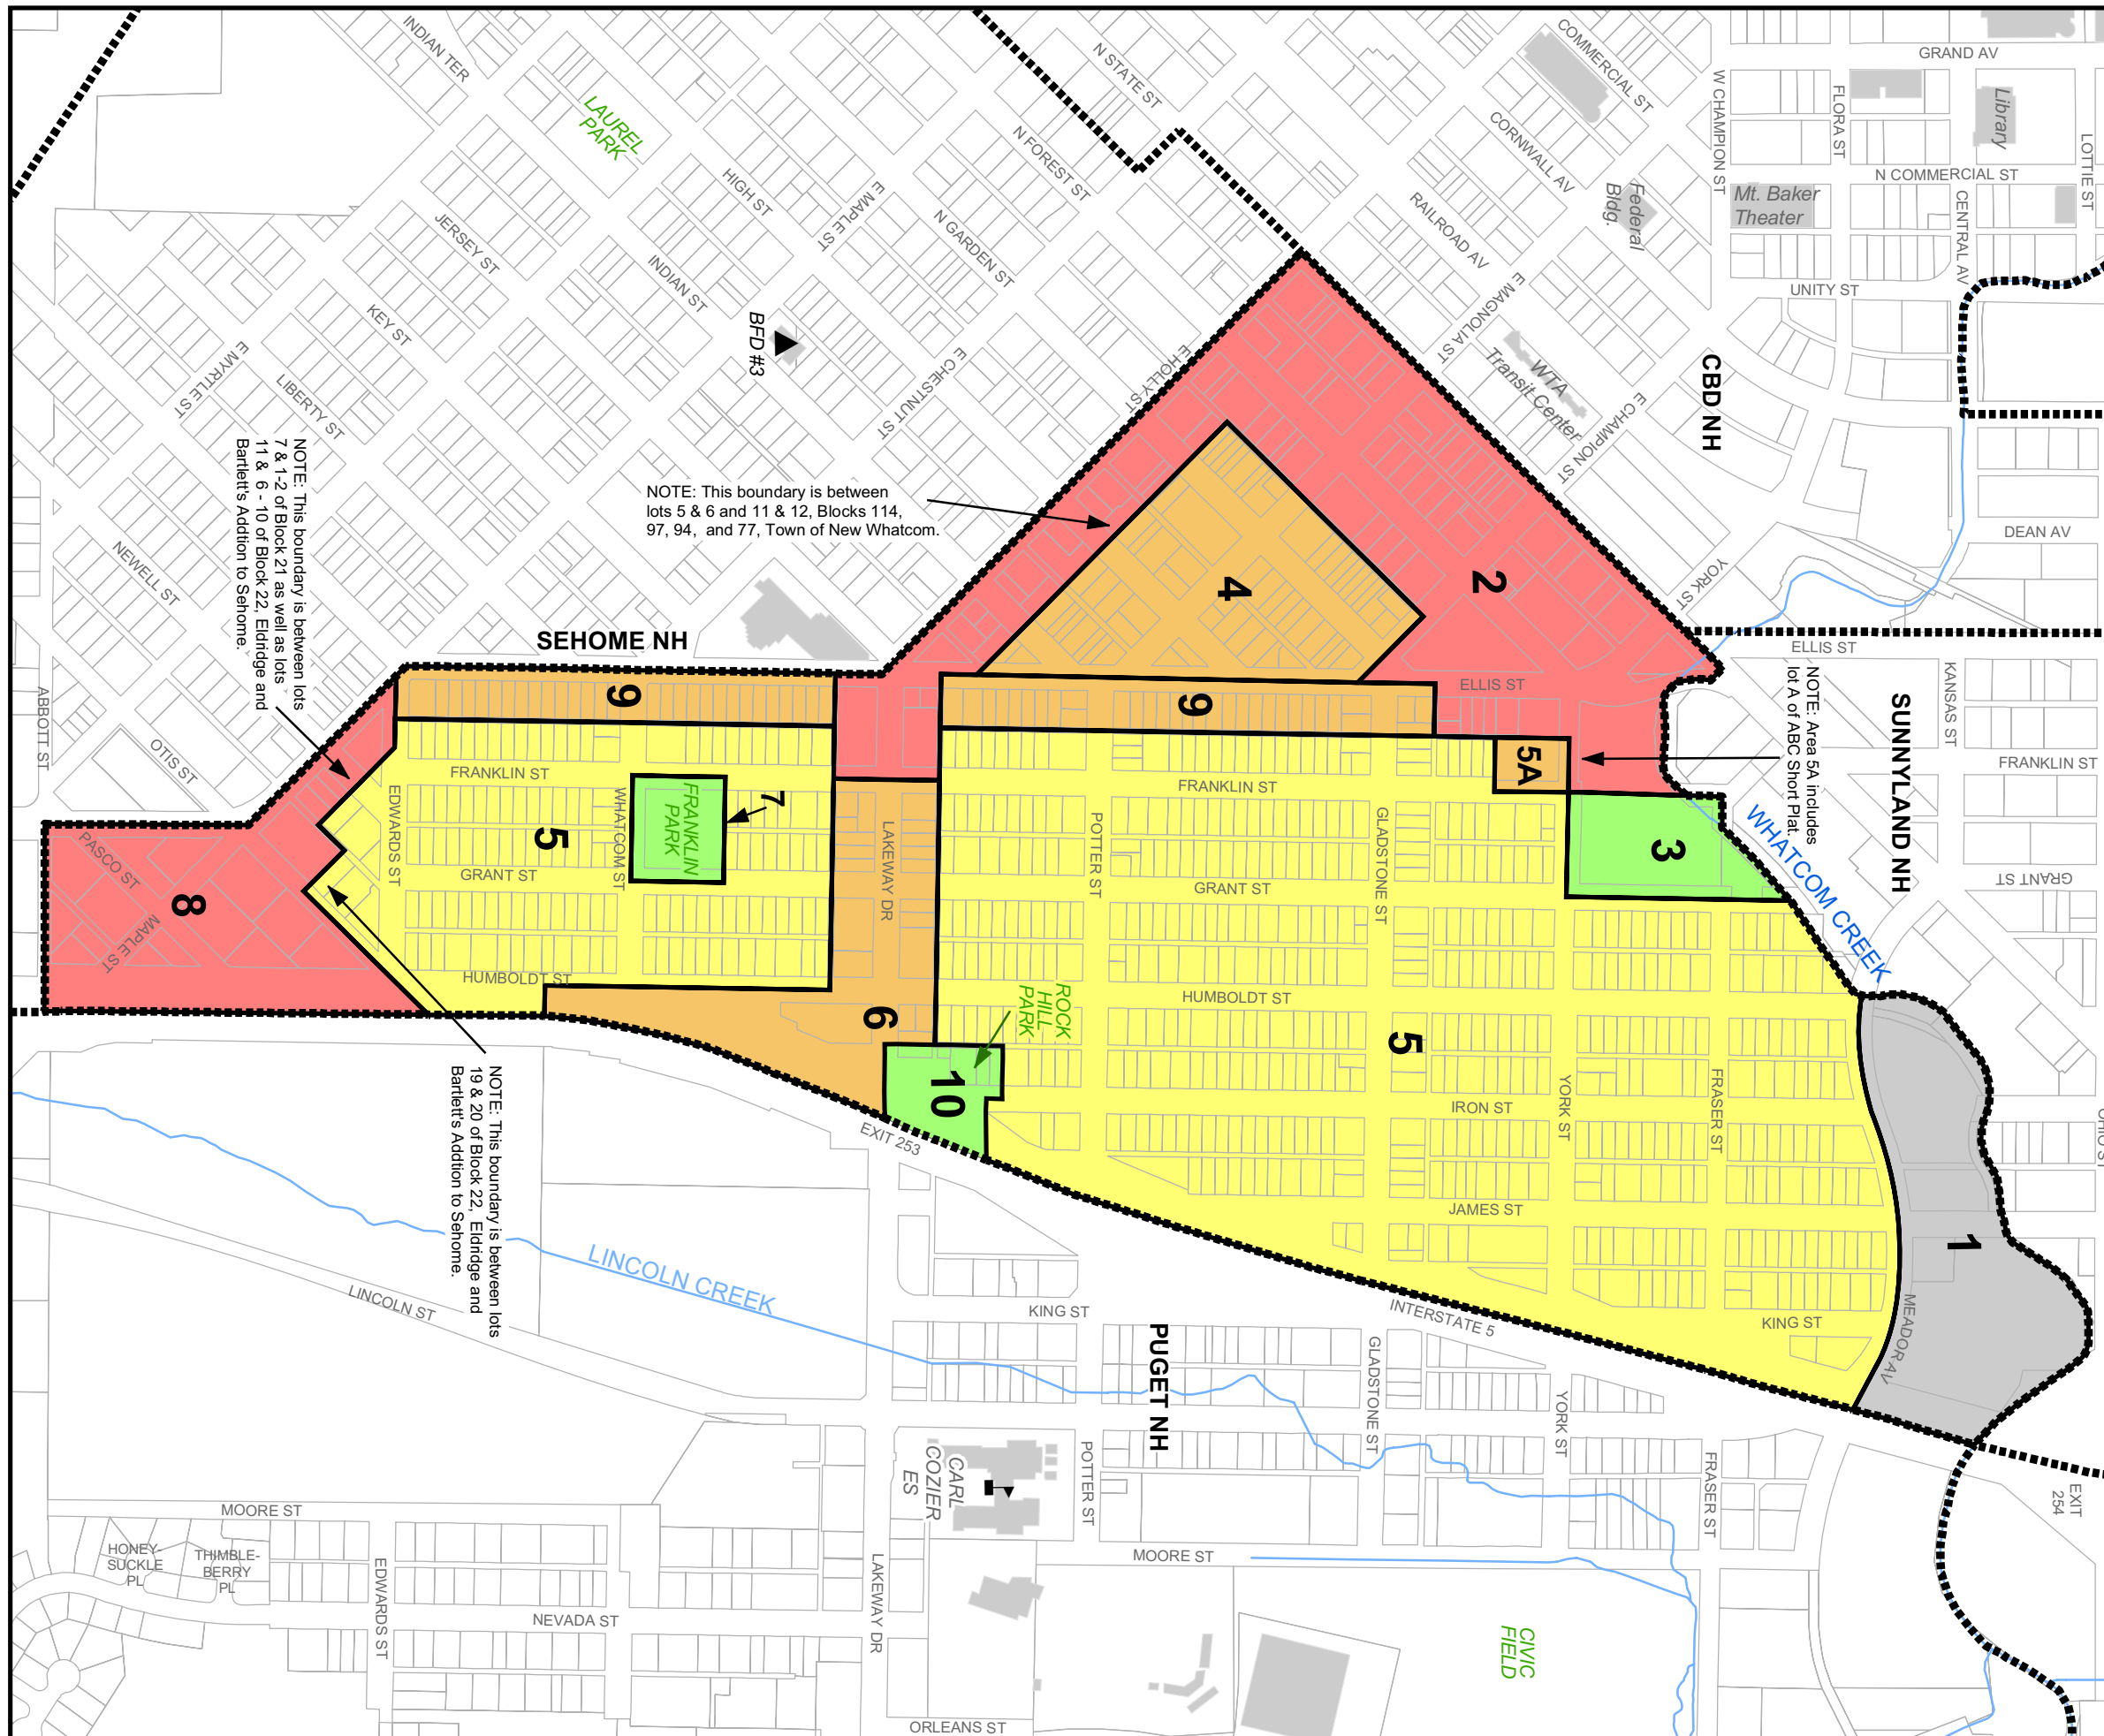 GRAND AV
COMMERCIAL ST
INDIAN TER
N STATE ST
W CHAMPION ST
FLORA ST
Library
LOTTIE ST
LAUREL
PARK
CORNWALL AV
N FOREST ST
N COMMERCIAL ST
HIGH ST
E MAPLE ST
Federal
Bldg.
Mt. Baker
Theater
CENTRAL AV
JERSEY ST
N GARDEN ST
RAILROAD AV
INDIAN ST
E MAGNOLIA ST
UNITY ST
KEY ST
BFD #3
WTA
Transit Center
CBD NH
E MYRTLE ST
LIBERTY ST
E CHESTNUT ST
E HOLLY ST
E CHAMPION ST
NOTE: This boundary is between lots
7 & 1-2 of Block 21 as well as lots
11 & 6 - 10 of Block 22, Eldridge and
Bartlett's Addtion to Sehome.
NOTE: This boundary is between
lots 5 & 6 and 11 & 12, Blocks 114,
97, 94, and 77, Town of New Whatcom.
DEAN AV
NEWELL ST
4
2
YORK ST
SEHOME NH
ELLIS ST
ELLIS ST
KANSAS ST
NOTE: Area 5A includes
lot A of ABC Short Plat.
SUNNYLAND NH
ABBOTT ST
OTIS ST
9
9
5A
FRANKLIN ST
FRANKLIN ST
FRANKLIN ST
EDWARDS ST
WHATCOM ST
FRANKLIN
PARK
7
LAKEWAY DR
POTTER ST
GLADSTONE ST
3
WHATCOM CREEK
PASCO ST
8
MAPLE ST
5
GRANT ST
GRANT ST
GRANT ST
HUMBOLDT ST
HUMBOLDT ST
6
ROCK
HILL
PARK
5
10
EXIT 253
IRON ST
YORK ST
FRASER ST
OHIO ST
NOTE: This boundary is between lots
19 & 20 of Block 22, Eldridge and
Bartlett's Addtion to Sehome.
JAMES ST
1
LINCOLN CREEK
LINCOLN ST
KING ST
INTERSTATE 5
KING ST
MEADOR AV
PUGET NH
GLADSTONE ST
YORK ST
FRASER ST
EXIT
254
CARL
COZIER
ES
POTTER ST
MOORE ST
MOORE ST
HONEY-
SUCKLE
PL
THIMBLE-
BERRY
PL
EDWARDS ST
NEVADA ST
LAKEWAY DR
CIVIC
FIELD
ORLEANS ST